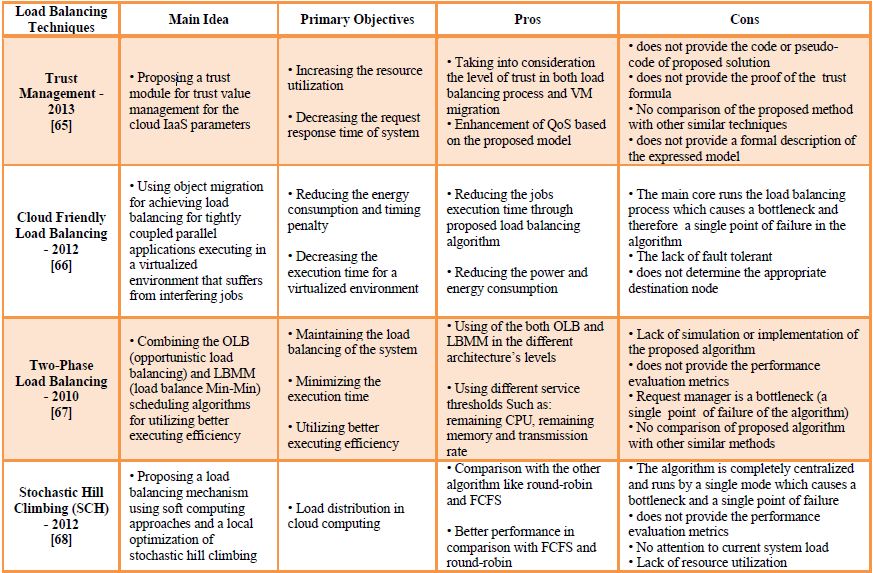 Load Balancing
Techniques
Main Idea
Primary Objectives
Pros
Cons
Trust
Management -
2013
[65]
• Proposing a trust
module for trust value
management for the
cloud IaaS parameters
• Increasing the resource
utilization
• Decreasing the request
response time of system
• Taking into consideration
the level of trust in both load
balancing process and VM
migration
• Enhancement of QoS based
on the proposed model
• does not provide the code or pseudo-
code of proposed solution
• does not provide the proof of the trust
formula
• No comparison of the proposed method
with other similar techniques
• does not provide a formal description of
the expressed model
Cloud Friendly
Load Balancing
- 2012
[66]
• Using object migration
for achieving load
balancing for tightly
coupled parallel
applications executing in
a virtualized
environment that suffers
from interfering jobs
• Reducing the energy
consumption and timing
penalty
• Decreasing the
execution time for a
virtualized environment
• Reducing the jobs
execution time through
proposed load balancing
algorithm
• Reducing the power and
energy consumption
• The main core runs the load balancing
process which causes a bottleneck and
therefore a single point of failure in the
algorithm
• The lack of fault tolerant
• does not determine the appropriate
destination node
Two-Phase
Load Balancing
- 2010
[67]
• Combining the OLB
(opportunistic load
balancing) and LBMM
(load balance Min-Min)
scheduling algorithms
for utilizing better
executing efficiency
• Maintaining the load
balancing of the system
• Minimizing the
execution time
• Utilizing better
executing efficiency
• Using of the both OLB and
LBMM in the different
architecture's levels
• Using different service
thresholds Such as:
remaining CPU, remaining
memory and transmission
rate
• Lack of simulation or implementation of
the proposed algorithm
• does not provide the performance
evaluation metrics
• Request manager is a bottleneck (a
single point of failure of the algorithm)
• No comparison of proposed algorithm
with other similar methods
Stochastic Hill
Climbing (SCH)
- 2012
[68]
• Proposing a load
balancing mechanism
using soft computing
approaches and a local
optimization of
stochastic hill climbing
• Load distribution in
cloud computing
• Comparison with the other
algorithm like round-robin
and FCFS
• Better performance in
comparison with FCFS and
round-robin
• The algorithm is completely centralized
and runs by a single mode which causes a
bottleneck and a single point of failure
• does not provide the performance
evaluation metrics
• No attention to current system load
• Lack of resource utilization